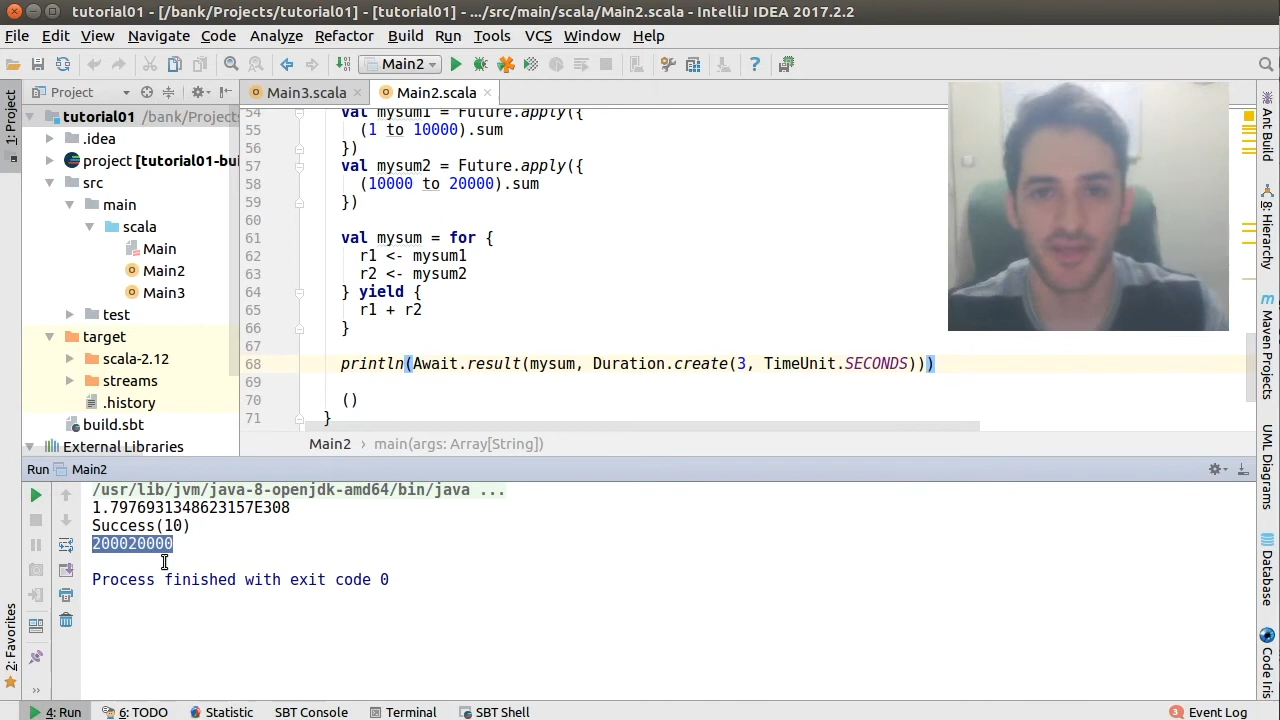 tutorial01 - [/bank/Projects/tutorial01] - [tutorial01] - .../src/main/scala/Main2.scala - IntelliJ IDEA 2017.2.2
File Edit View Navigate Code Analyze Refactor Build Run Tools VCS Window Help
Main2
Project
Main3.scala
Main2.scala
1: Project
tutorial01 /bank/Project
.idea
project [tutorial01-bu
src
main
scala
Main
Main2
Main3
test
target
scala-2.12
streams
.history
build.sbt
External Libraries
54 val mysum1 = Future.apply({
55 (1 to 10000).sum
56 })
57 val mysum2 = Future.apply({
58 (10000 to 20000).sum
59 })
60
61 val mysum = for {
62 r1 <- mysum1
63 r2 <- mysum2
64 } yield {
65 r1 + r2
66 }
67
68 println(Await.result(mysum, Duration.create(3, TimeUnit.SECONDS)))
69
70 ()
71 }
Main2 › main(args: Array[String])
Ant Build
8: Hierarchy
Maven Projects
UML Diagrams
Database
Code Iris
Run Main2
/usr/lib/jvm/java-8-openjdk-amd64/bin/java ...
1.7976931348623157E308
Success(10)
200020000
Process finished with exit code 0
2: Favorites
4: Run 6: TODO Statistic SBT Console Terminal SBT Shell 3 Event Log